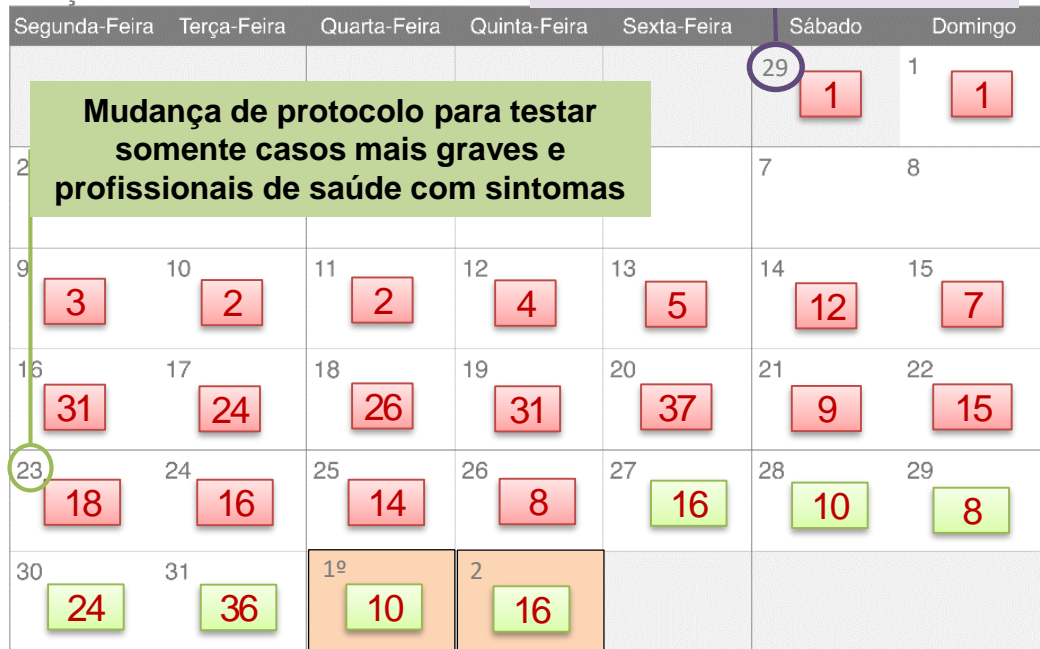 Segunda-Feira Terça-Feira Quarta-Feira Quinta-Feira Sexta-Feira Sábado Domingo
29 1
1 1
Mudança de protocolo para testar
somente casos mais graves e
profissionais de saúde com sintomas
2 7 8
9 10 11 12 13 14 15
3 2 2 4 5 12 7
16 17 18 19 20 21 22
31 24 26 31 37 9 15
23 24 25 26 27 28 29
18 16 14 8 16 10 8
30 31 1º 2
24 36 10 16